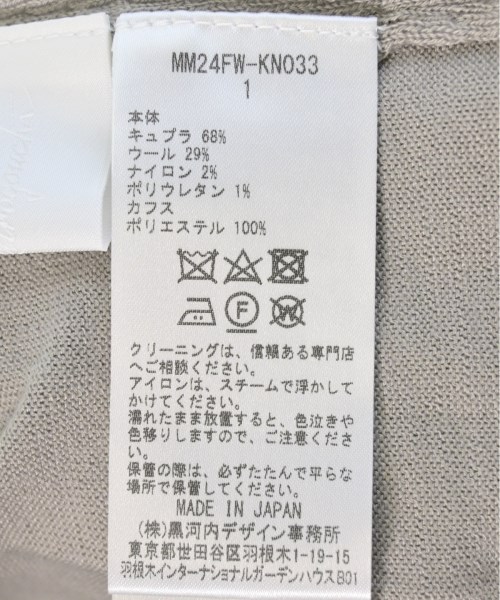 MM24FW-KN033
1
本体
キュプラ 68%
ウール 29%
ナイロン 2%
ポリウレタン 1%
カフス
ポリエステル 100%
F
W
クリーニングは、信頼ある専門店
へご相談ください。
アイロンは、スチームで浮かして
かけてください。
濡れたまま放置すると、色泣きや
色移りしますので、ご注意くださ
い。
保管の際は、必ずたたんで平らな
場所で保管してください。
MADE IN JAPAN
(株)黒河内デザイン事務所
東京都世田谷区羽根木1-19-15
羽根木インターナショナルガーデンハウスB01